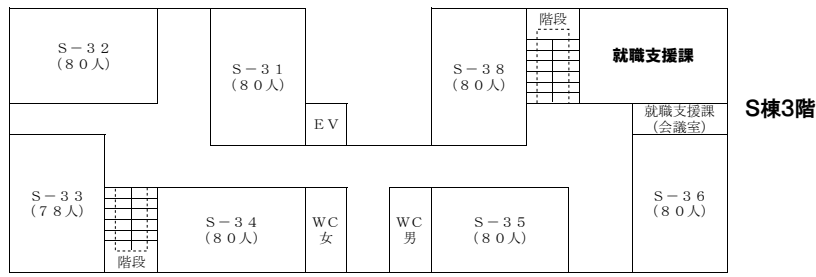 階段
Ｓ－３２
（８０人）
Ｓ－３１
（８０人）
Ｓ－３８
（８０人）
就職支援課
ＥＶ
就職支援課
（会議室）
Ｓ棟3階
Ｓ－３３
（７８人）
Ｓ－３４
（８０人）
ＷＣ
女
ＷＣ
男
Ｓ－３５
（８０人）
Ｓ－３６
（８０人）
階段